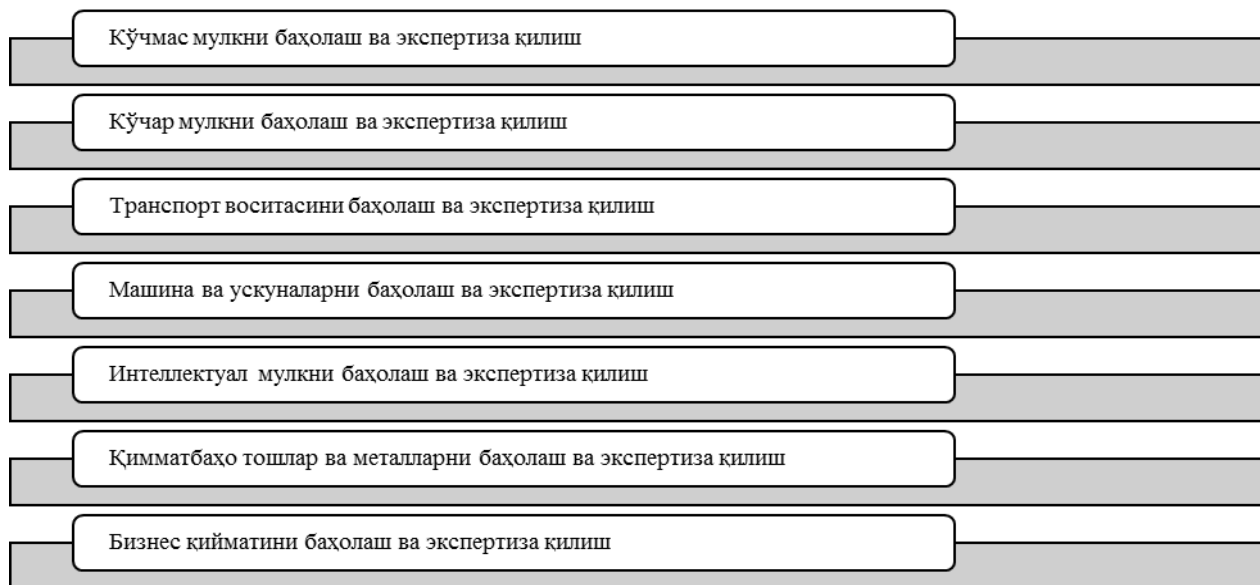 Кўчмас мулкни баҳолаш ва экспертиза қилиш
Кўчар мулкни баҳолаш ва экспертиза қилиш
Транспорт воситасини баҳолаш ва экспертиза қилиш
Машина ва ускуналарни баҳолаш ва экспертиза қилиш
Интеллектуал мулкни баҳолаш ва экспертиза қилиш
Қимматбаҳо тошлар ва металларни баҳолаш ва экспертиза қилиш
Бизнес қийматини баҳолаш ва экспертиза қилиш